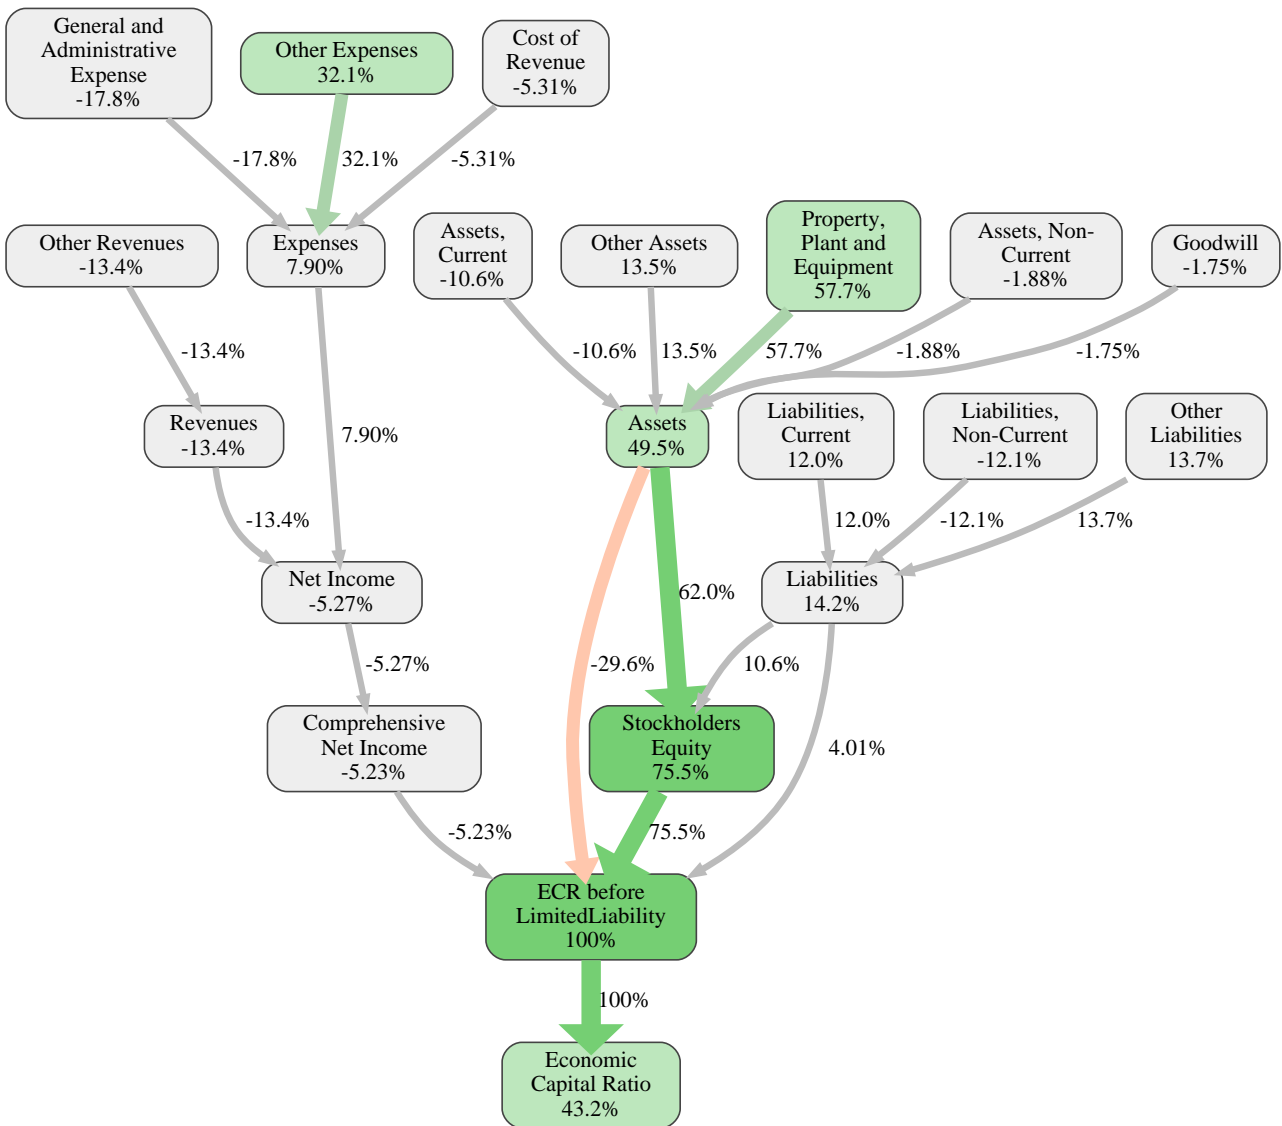 General and
Administrative
Expense
-17.8%
Other Expenses
32.1%
Cost of
Revenue
-5.31%
-17.8%
32.1%
-5.31%
Other Revenues
-13.4%
Expenses
7.90%
Assets,
Current
-10.6%
Other Assets
13.5%
Property,
Plant and
Equipment
57.7%
Assets, Non-
Current
-1.88%
Goodwill
-1.75%
-13.4%
-10.6%
13.5%
57.7%
-1.88%
-1.75%
Revenues
-13.4%
7.90%
Assets
49.5%
Liabilities,
Current
12.0%
Liabilities,
Non-Current
-12.1%
Other
Liabilities
13.7%
-13.4%
12.0%
-12.1%
13.7%
Net Income
-5.27%
62.0%
Liabilities
14.2%
-5.27%
-29.6%
10.6%
Comprehensive
Net Income
-5.23%
Stockholders
Equity
75.5%
4.01%
-5.23%
75.5%
ECR before
LimitedLiability
100%
100%
Economic
Capital Ratio
43.2%